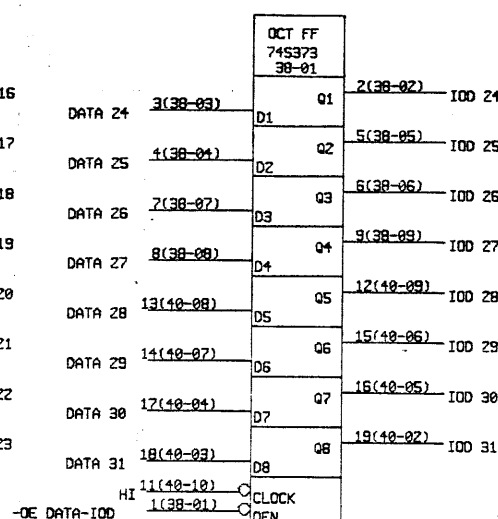 OCT FF
74S373
38-01
16
2(38-02) IOD 24
Q1
DATA 24 3(38-03)
D1
17
5(38-05) IOD 25
Q2
DATA 25 4(38-04)
D2
18
6(38-06) IOD 26
Q3
DATA 26 7(38-07)
D3
19
9(38-09) IOD 27
Q4
DATA 27 8(38-08)
D4
20
12(40-09) IOD 28
Q5
DATA 28 13(40-08)
D5
21
15(40-06) IOD 29
Q6
DATA 29 14(40-07)
D6
22
16(40-05) IOD 30
Q7
DATA 30 17(40-04)
D7
23
19(40-02) IOD 31
Q8
DATA 31 18(40-03)
D8
HI 11(40-10)
CLOCK
-OE DATA-IOD 1(38-01)
OEN